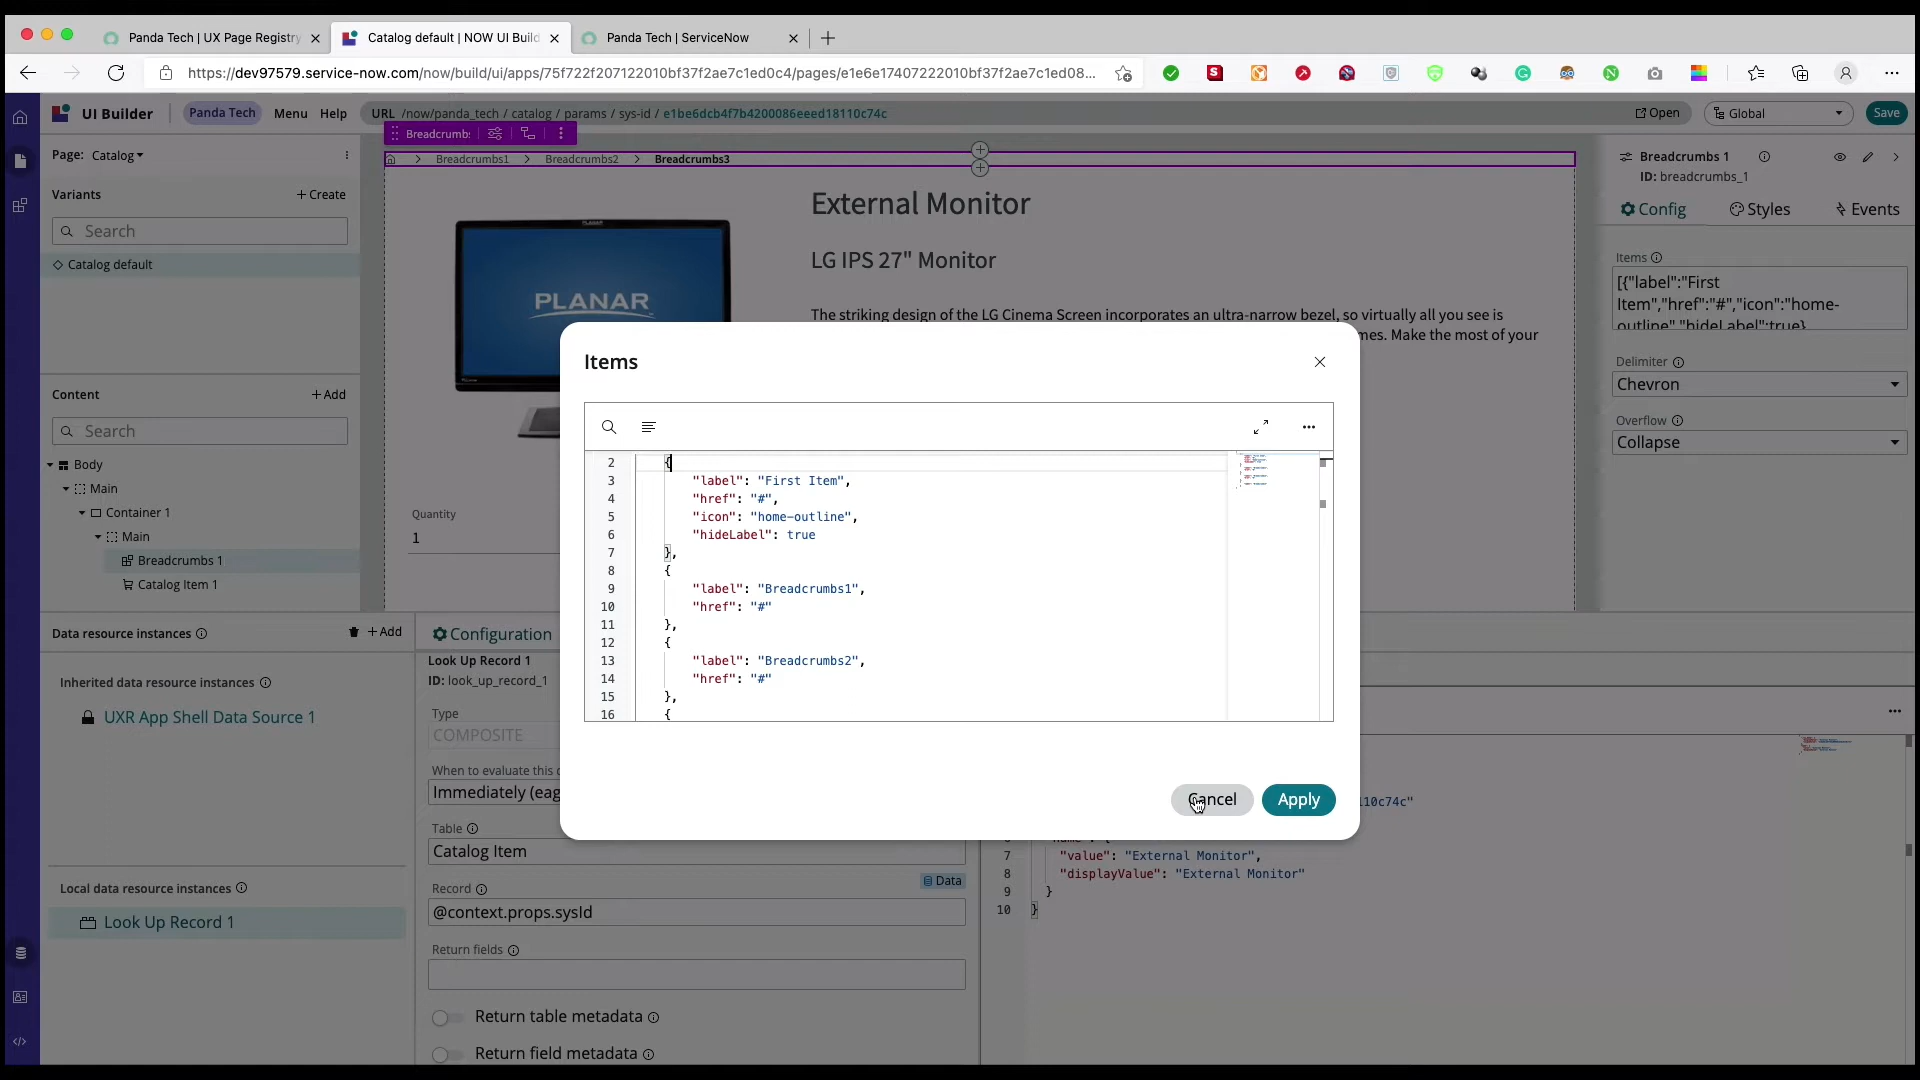 Panda Tech | UX Page Registry
Catalog default | NOW UI Build
Panda Tech | ServiceNow
https://dev97579.service-now.com/now/build/ui/apps/75f722f207122010bf37f2ae7c1ed0c4/pages/e1e6e17407222010bf37f2ae7c1ed08...
UI Builder
Panda Tech
Menu
Help
URL /now/panda_tech / catalog / params / sys-id / e1be6dcb4f7b4200086eeed18110c74c
Open
Global
Save
Page: Catalog
Variants
+ Create
Search
Catalog default
Content
+ Add
Search
Body
Main
Container 1
Main
Breadcrumbs 1
Catalog Item 1
Breadcrumbs
Breadcrumbs1
Breadcrumbs2
Breadcrumbs3
PLANAR
PLANAR
External Monitor
LG IPS 27" Monitor
The striking design of the LG Cinema Screen incorporates an ultra-narrow bezel, so virtually all you see is
mes. Make the most of your
Quantity
1
Breadcrumbs 1
ID: breadcrumbs_1
Config
Styles
Events
Items
[{"label":"First
Item","href":"#","icon":"home-
outline","hideLabel":true}
Delimiter
Chevron
Overflow
Collapse
Items
2 {
3 "label": "First Item",
4 "href": "#",
5 "icon": "home-outline",
6 "hideLabel": true
7 },
8 {
9 "label": "Breadcrumbs1",
10 "href": "#"
11 },
12 {
13 "label": "Breadcrumbs2",
14 "href": "#"
15 },
16 {
Cancel
Apply
Data resource instances
+ Add
Inherited data resource instances
UXR App Shell Data Source 1
Local data resource instances
Look Up Record 1
Configuration
Look Up Record 1
ID: look_up_record_1
Type
COMPOSITE
When to evaluate this
Immediately (eag
Table
Catalog Item
Record
Data
@context.props.sysId
Return fields
Return table metadata
Return field metadata
10c74c"
7 "value": "External Monitor",
8 "displayValue": "External Monitor"
9 }
10 }